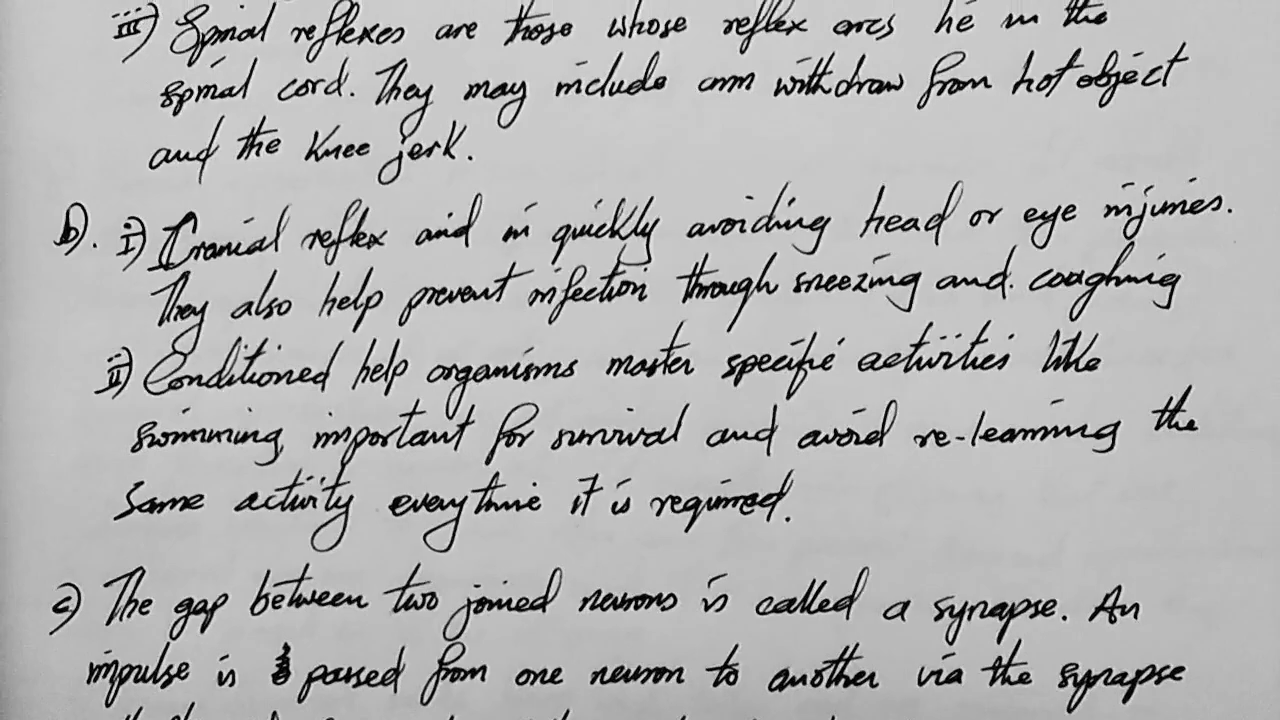 iii) Spinal reflexes are those whose reflex arcs lie in the
spinal cord. They may include arm withdraw from hot object
and the knee jerk.
b). i) Cranial reflex aid in quickly avoiding head or eye injuries.
They also help prevent infection through sneezing and. coughing
ii) Conditioned help organisms master specific activities like
swimming, important for survival and avoid re-learning the
same activity everytime it is required.
c) The gap between two joined neurons is called a synapse. An
impulse is passed from one neuron to another via the synapse